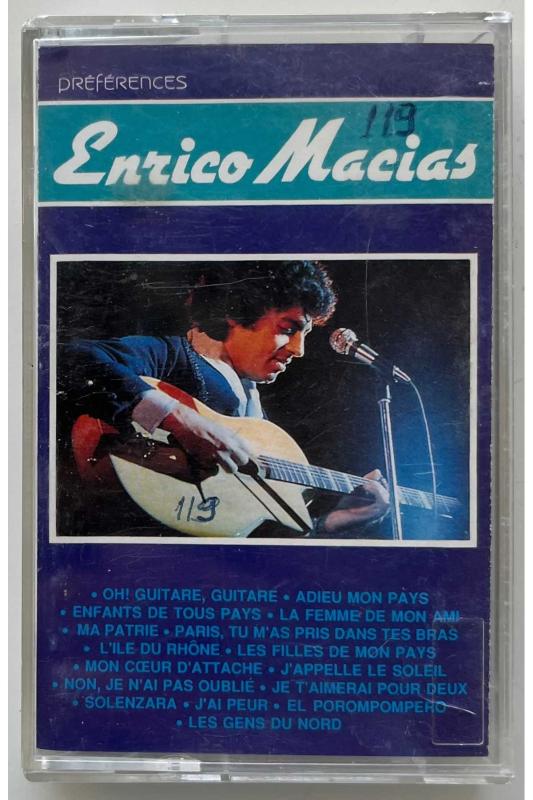 PRÉFÉRENCES
119
Enrico Macias
119
• OH! GUITARE, GUITARE • ADIEU MON PAYS
• ENFANTS DE TOUS PAYS • LA FEMME DE MON AMI
• MA PATRIE • PARIS, TU M'AS PRIS DANS TES BRAS
• L'ILE DU RHÔNE • LES FILLES DE MON PAYS
• MON CŒUR D'ATTACHE • J'APPELLE LE SOLEIL
• NON, JE N'AI PAS OUBLIÉ • JE T'AIMERAI POUR DEUX
• SOLENZARA • J'AI PEUR • EL POROMPOMPERO
• LES GENS DU NORD